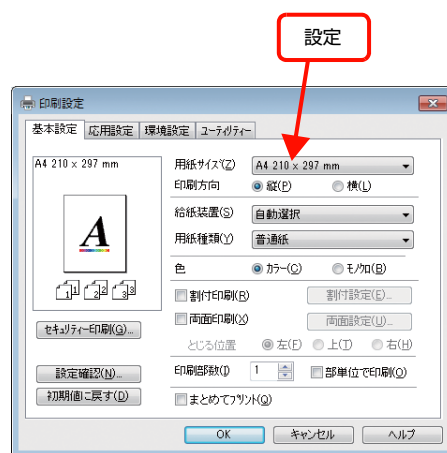 設定
印刷設定
基本設定 応用設定 環境設定 ユーティリティー
A4 210 x 297 mm
用紙サイズ(Z) A4 210 x 297 mm
印刷方向 縦(P) 横(L)
給紙装置(S) 自動選択
用紙種類(Y) 普通紙
A
色 カラー(C) モノクロ(B)
1 1 2 2 3 3
割付印刷(R) 割付設定(E)...
両面印刷(X) 両面設定(U)...
セキュリティー印刷(G)...
とじる位置 左(F) 上(T) 右(H)
設定確認(N)...
印刷部数(I) 1 部単位で印刷(O)
初期値に戻す(D)
まとめてプリント(Q)
OK キャンセル ヘルプ